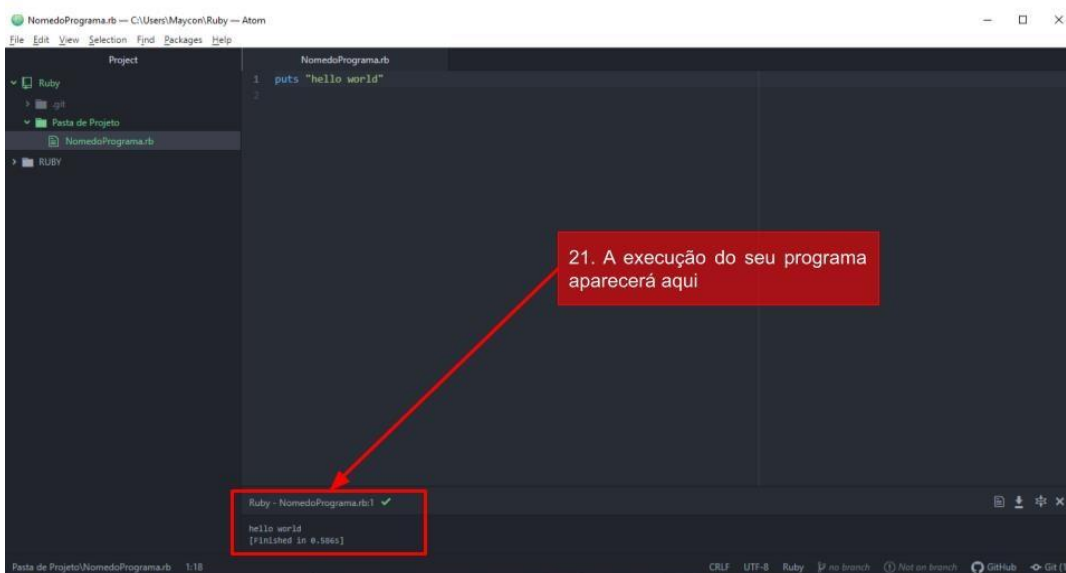 NomedoPrograma.rb — C:\Users\Maycon\Ruby — Atom
File Edit View Selection Find Packages Help
Project
NomedoPrograma.rb
Ruby
.git
Pasta de Projeto
NomedoPrograma.rb
RUBY
1 puts "hello world"
2
21. A execução do seu programa
aparecerá aqui
Ruby - NomedoPrograma.rb:1
hello world
[Finished in 0.586s]
Pasta de Projeto\NomedoPrograma.rb 1:18 CRLF UTF-8 Ruby no branch Not on branch GitHub Git (1